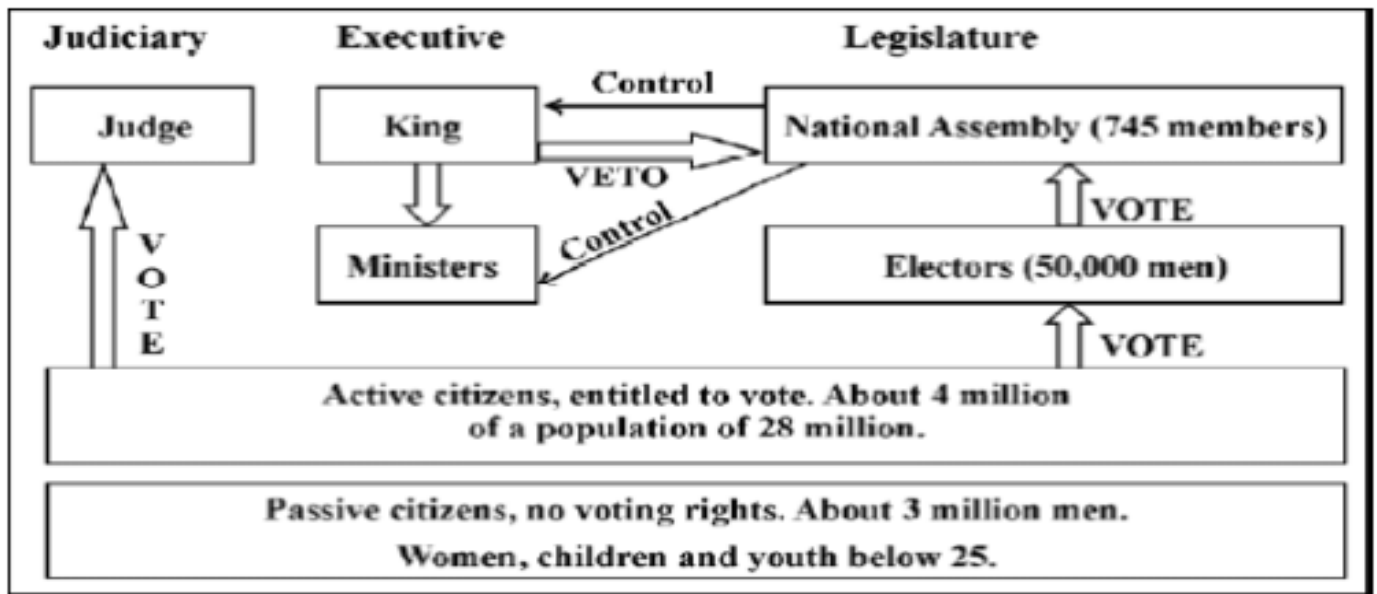 Judiciary Executive Legislature
Control
Judge King National Assembly (745 members)
VETO
VOTE
Control
Ministers Electors (50,000 men)
VOTE
VOTE
Active citizens, entitled to vote. About 4 million
of a population of 28 million.
Passive citizens, no voting rights. About 3 million men.
Women, children and youth below 25.